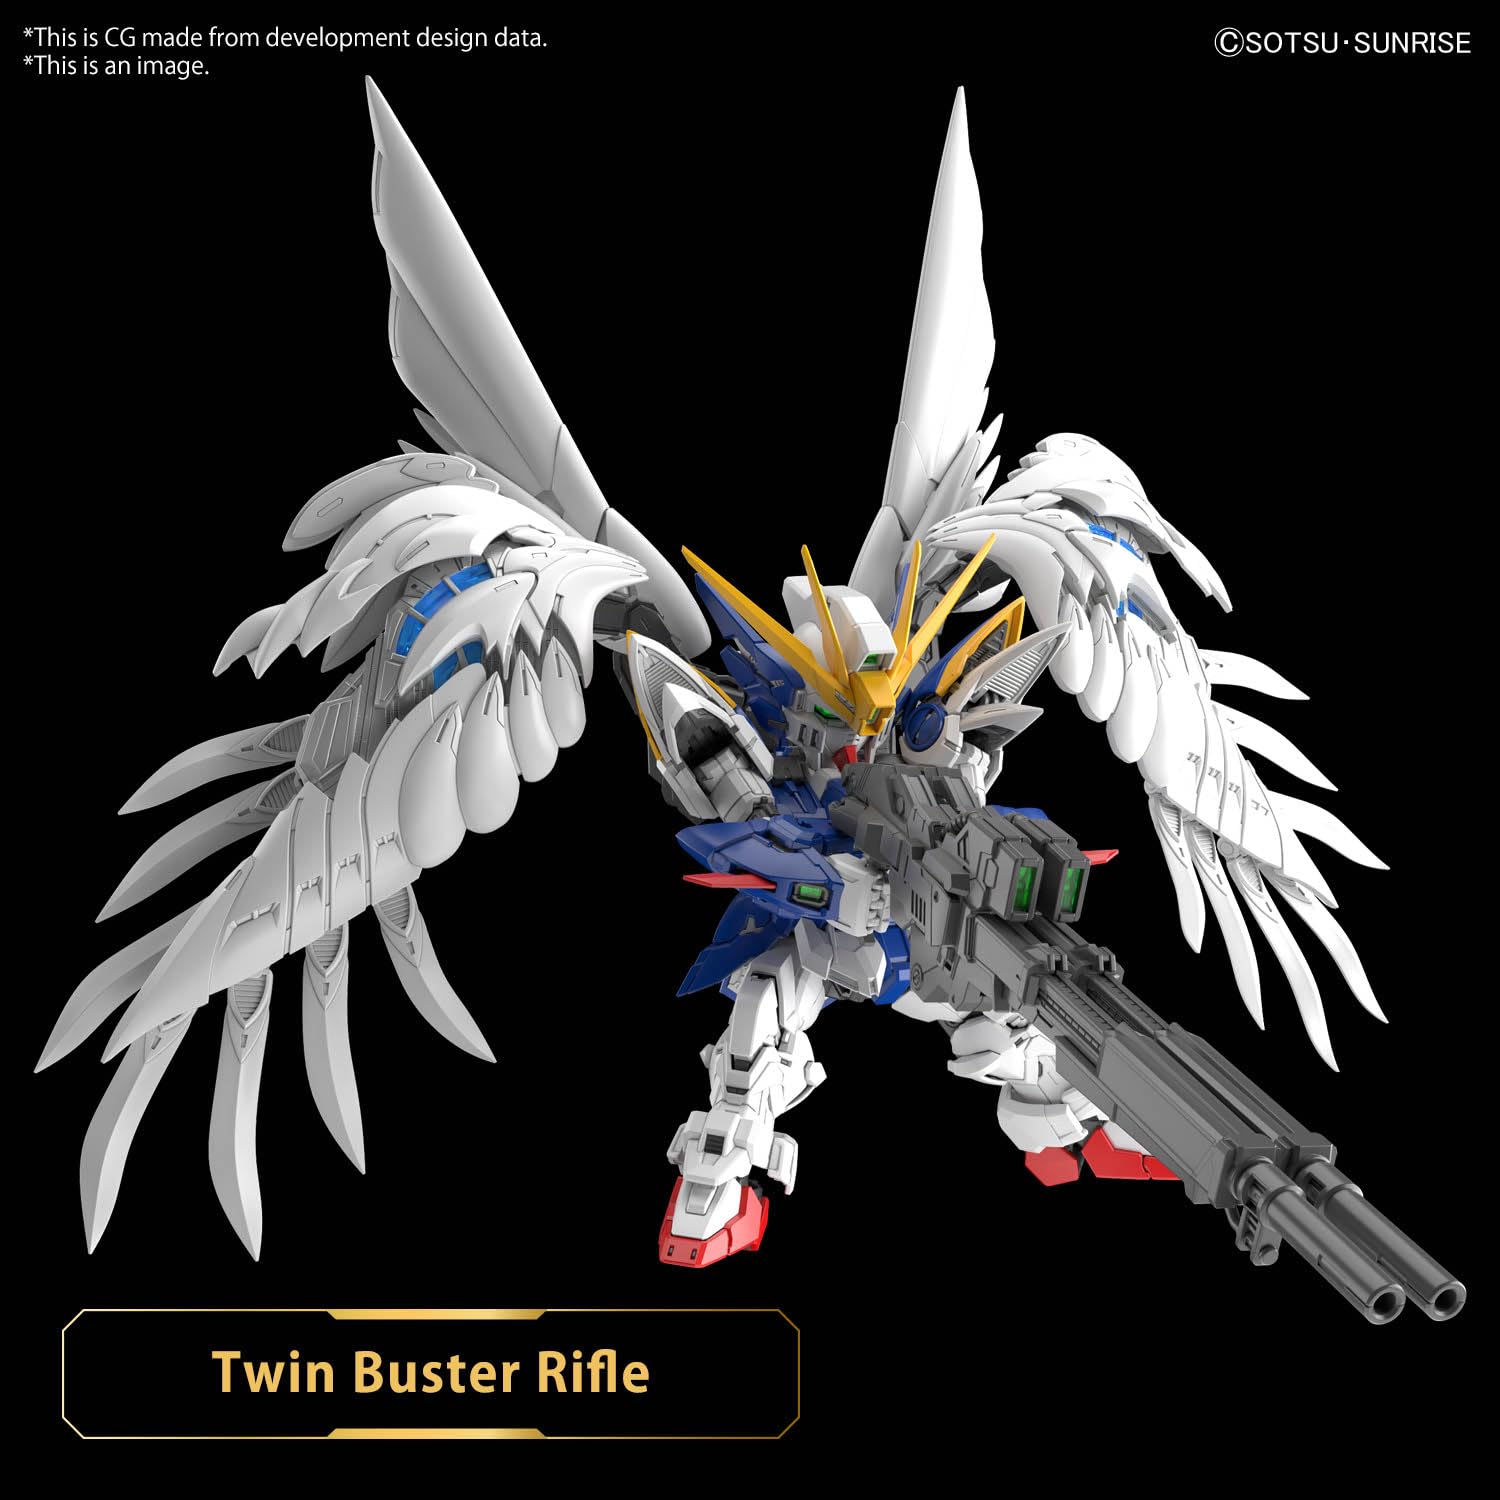 *This is CG made from development design data.
*This is an image.
©SOTSU・SUNRISE
Twin Buster Rifle